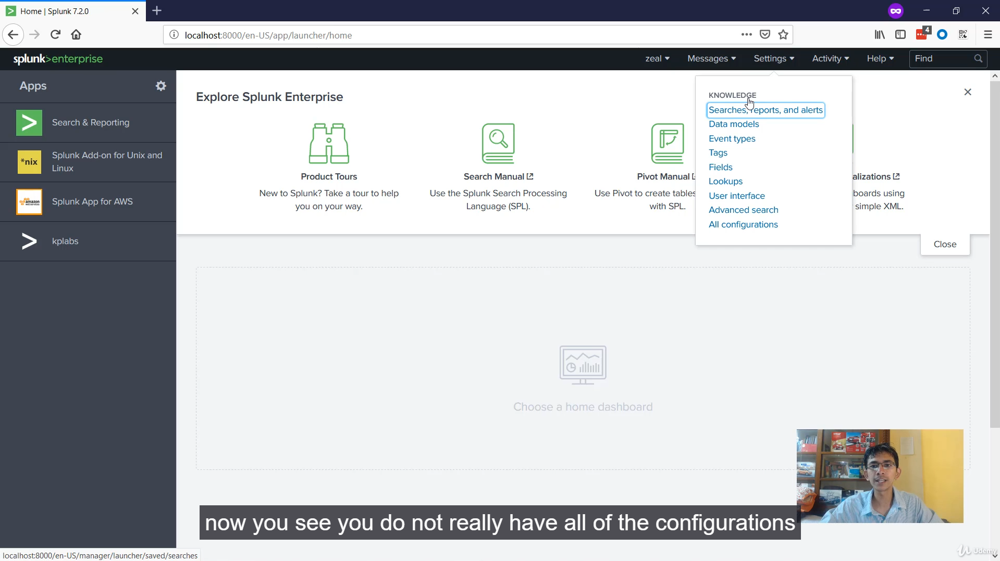 Home | Splunk 7.2.0
4
localhost:8000/en-US/app/launcher/home
splunk>enterprise
zeal
Messages
Settings
Activity
Help
Find
Apps
Search & Reporting
*nix
Splunk Add-on for Unix and
Linux
amazon
webservices
Splunk App for AWS
kplabs
Explore Splunk Enterprise
Product Tours
New to Splunk? Take a tour to help
you on your way.
Search Manual
Use the Splunk Search Processing
Language (SPL).
Pivot Manual
Use Pivot to create tables
with SPL.
alizations
boards using
simple XML.
KNOWLEDGE
Searches, reports, and alerts
Data models
Event types
Tags
Fields
Lookups
User interface
Advanced search
All configurations
Close
Choose a home dashboard
now you see you do not really have all of the configurations
localhost:8000/en-US/manager/launcher/saved/searches
Udemy